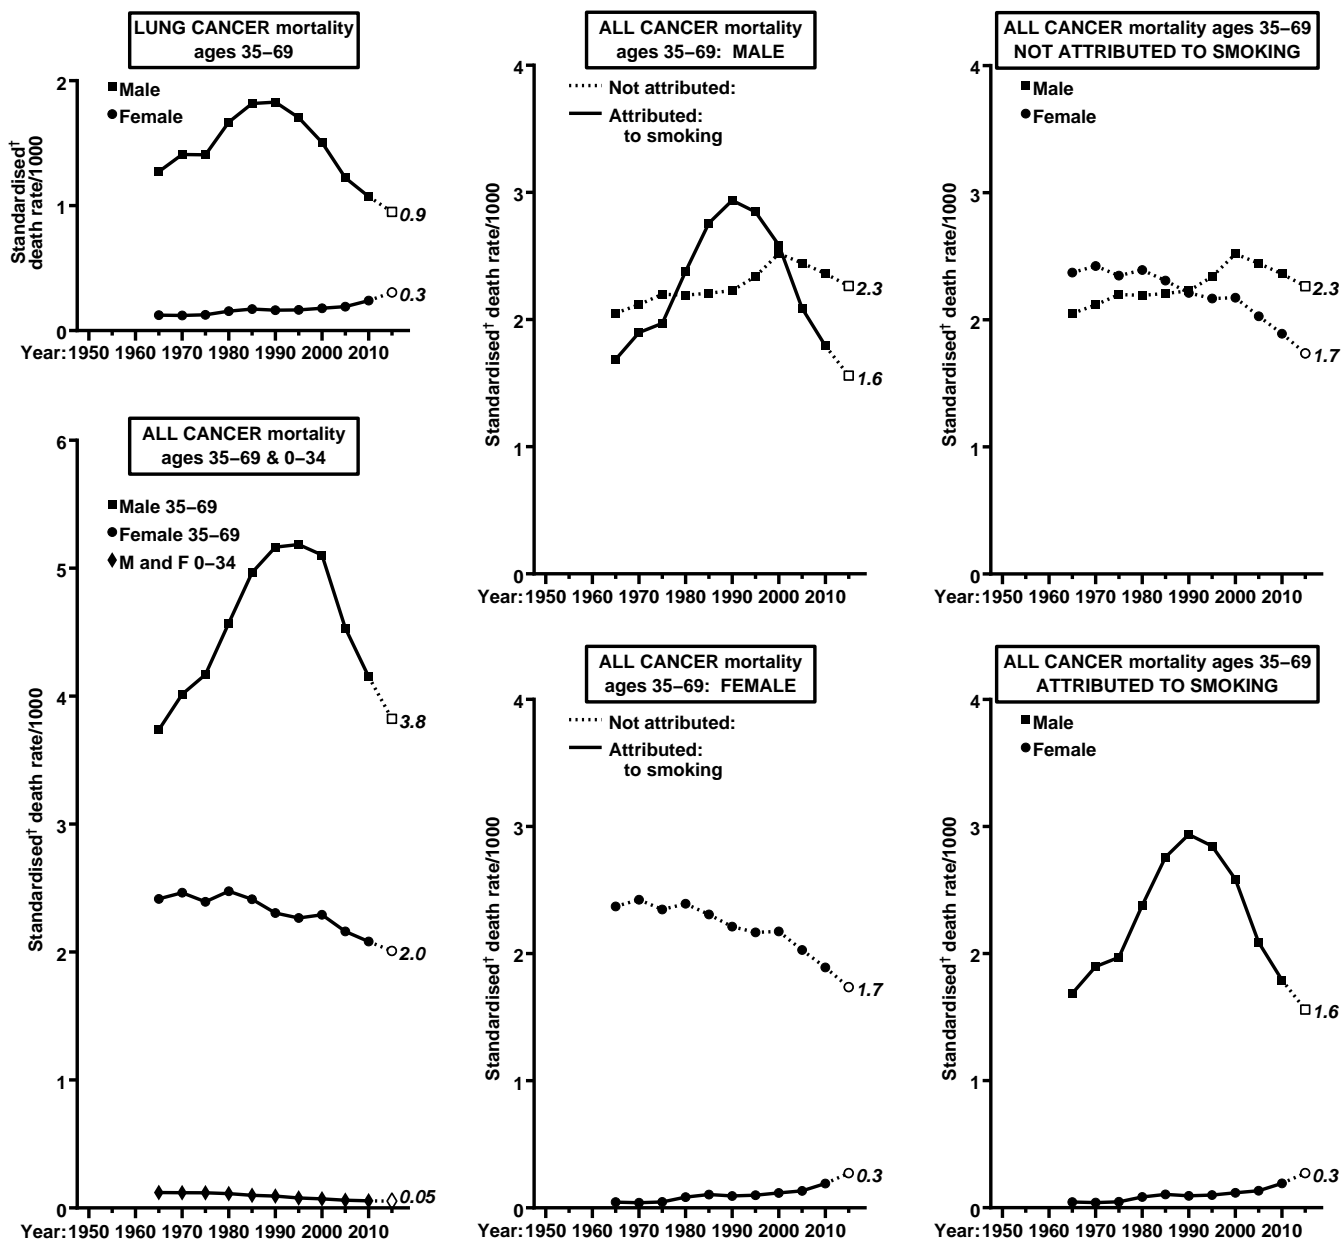 LUNG CANCER mortality
ages 35–69
2
1
0
Standardised†
death rate/1000
Male
Female
0.9
0.3
Year: 1950 1960 1970 1980 1990 2000 2010
ALL CANCER mortality
ages 35–69 & 0–34
6
5
4
3
2
1
0
Standardised† death rate/1000
Male 35–69
Female 35–69
M and F 0–34
3.8
2.0
0.05
Year: 1950 1960 1970 1980 1990 2000 2010
ALL CANCER mortality
ages 35–69: MALE
4
3
2
1
0
Standardised† death rate/1000
Not attributed:
Attributed:
to smoking
2.3
1.6
Year: 1950 1960 1970 1980 1990 2000 2010
ALL CANCER mortality
ages 35–69: FEMALE
4
3
2
1
0
Standardised† death rate/1000
Not attributed:
Attributed:
to smoking
1.7
0.3
Year: 1950 1960 1970 1980 1990 2000 2010
ALL CANCER mortality ages 35–69
NOT ATTRIBUTED TO SMOKING
4
3
2
1
0
Standardised† death rate/1000
Male
Female
2.3
1.7
Year: 1950 1960 1970 1980 1990 2000 2010
ALL CANCER mortality ages 35–69
ATTRIBUTED TO SMOKING
4
3
2
1
0
Standardised† death rate/1000
Male
Female
1.6
0.3
Year: 1950 1960 1970 1980 1990 2000 2010